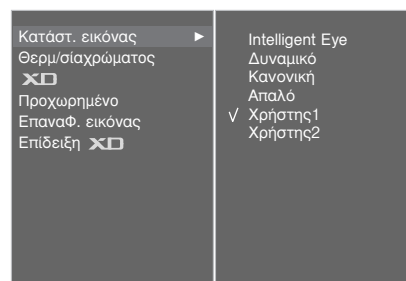 Κατάστ. εικόνας ►
Θερμ/σίαχρώματος
XD
Προχωρημένο
ΕπαναΦ. εικόνας
Επίδειξη XD
Intelligent Eye
Δυναμικό
Κανονική
Απαλό
√ Χρήστης1
Χρήστης2